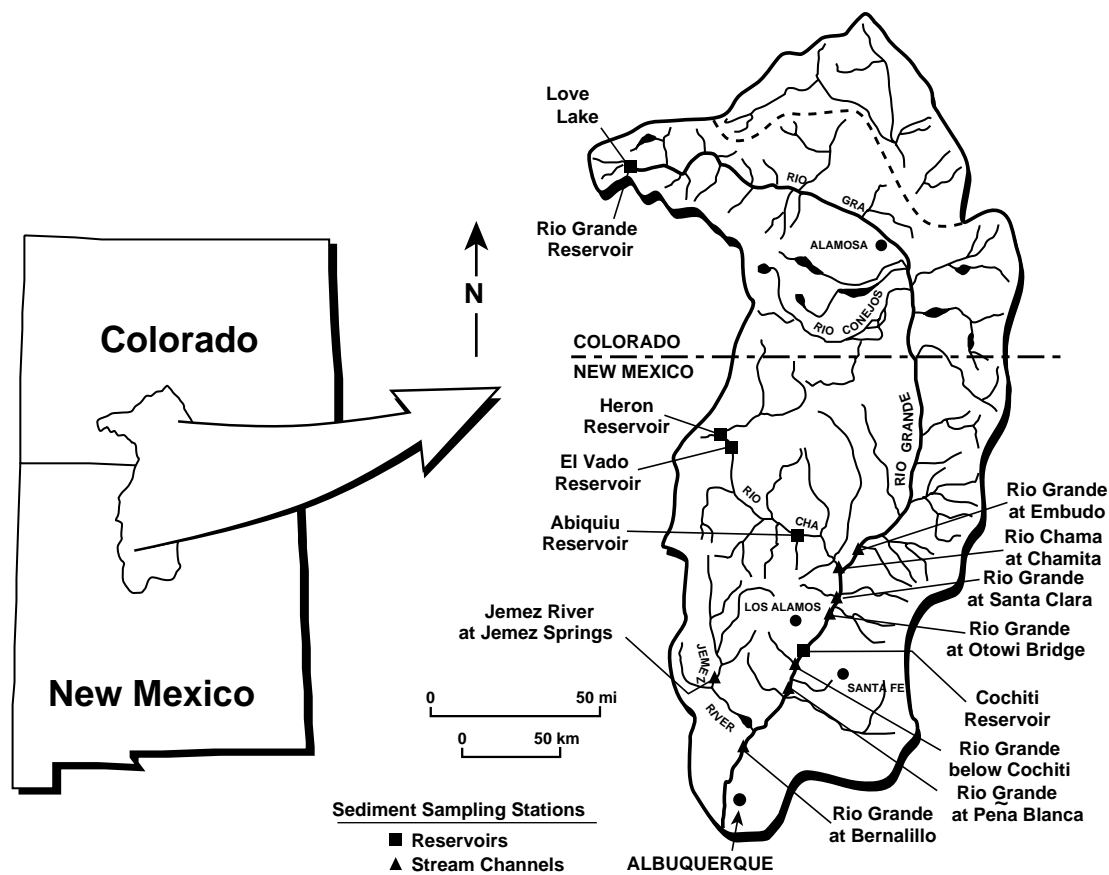 Love
Lake
Rio Grande
Reservoir
RIO
GRA
ALAMOSA
RIO CONEJOS
N
Colorado
COLORADO
NEW MEXICO
Heron
Reservoir
El Vado
Reservoir
RIO GRANDE
RIO
CHA
Abiquiu
Reservoir
Rio Grande
at Embudo
Rio Chama
at Chamita
Rio Grande
at Santa Clara
LOS ALAMOS
Jemez River
at Jemez Springs
Rio Grande
at Otowi Bridge
JEMEZ
RIVER
SANTA FE
New Mexico
0 50 mi
0 50 km
Cochiti
Reservoir
Rio Grande
below Cochiti
Rio Grande
at Peña Blanca
Rio Grande
at Bernalillo
Sediment Sampling Stations
Reservoirs
Stream Channels
ALBUQUERQUE